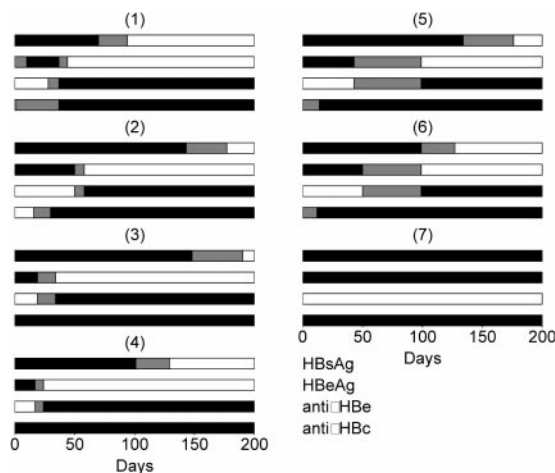 (1)
(2)
(3)
(4)
0 50 100 150 200
Days
(5)
(6)
(7)
0 50 100 150 200
Days
HBsAg
HBeAg
anti□HBe
anti□HBc